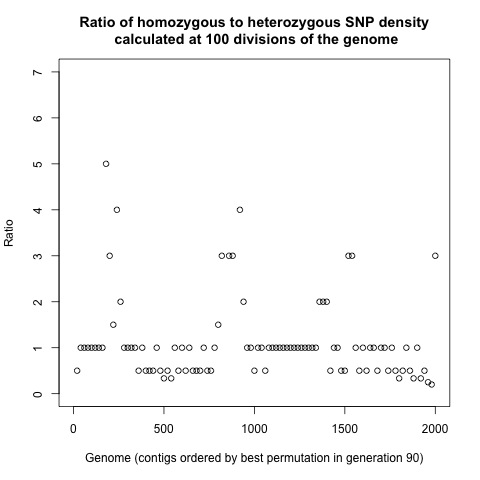 Ratio of homozygous to heterozygous SNP density
calculated at 100 divisions of the genome
7
6
5
4
3
2
1
0
Ratio
0 500 1000 1500 2000
Genome (contigs ordered by best permutation in generation 90)